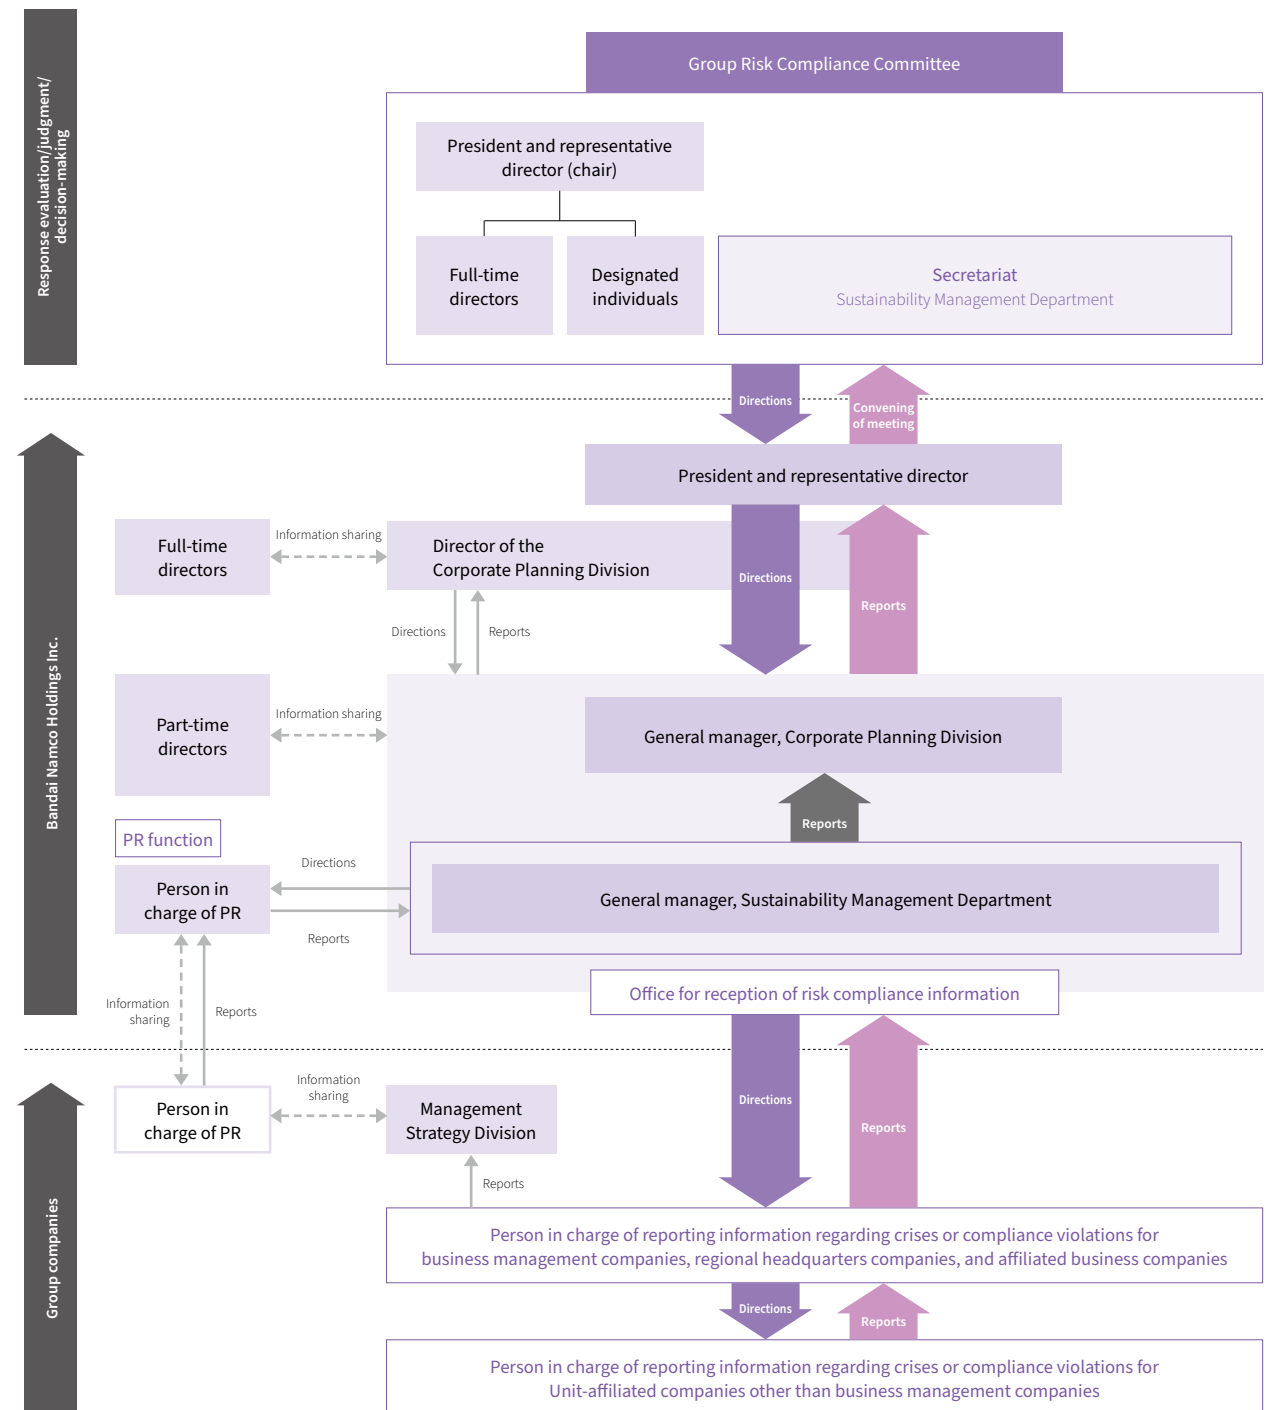 Response evaluation/judgment/
decision-making
Group Risk Compliance Committee
President and representative
director (chair)
Full-time
directors
Designated
individuals
Secretariat
Sustainability Management Department
Directions
Convening
of meeting
Bandai Namco Holdings Inc.
President and representative director
Full-time
directors
Information sharing
Director of the
Corporate Planning Division
Directions
Reports
Directions
Reports
Part-time
directors
Information sharing
General manager, Corporate Planning Division
Reports
PR function
Person in
charge of PR
Directions
Reports
General manager, Sustainability Management Department
Information
sharing
Reports
Office for reception of risk compliance information
Group companies
Person in
charge of PR
Information
sharing
Management
Strategy Division
Reports
Directions
Reports
Person in charge of reporting information regarding crises or compliance violations for
business management companies, regional headquarters companies, and affiliated business companies
Directions
Reports
Person in charge of reporting information regarding crises or compliance violations for
Unit-affiliated companies other than business management companies